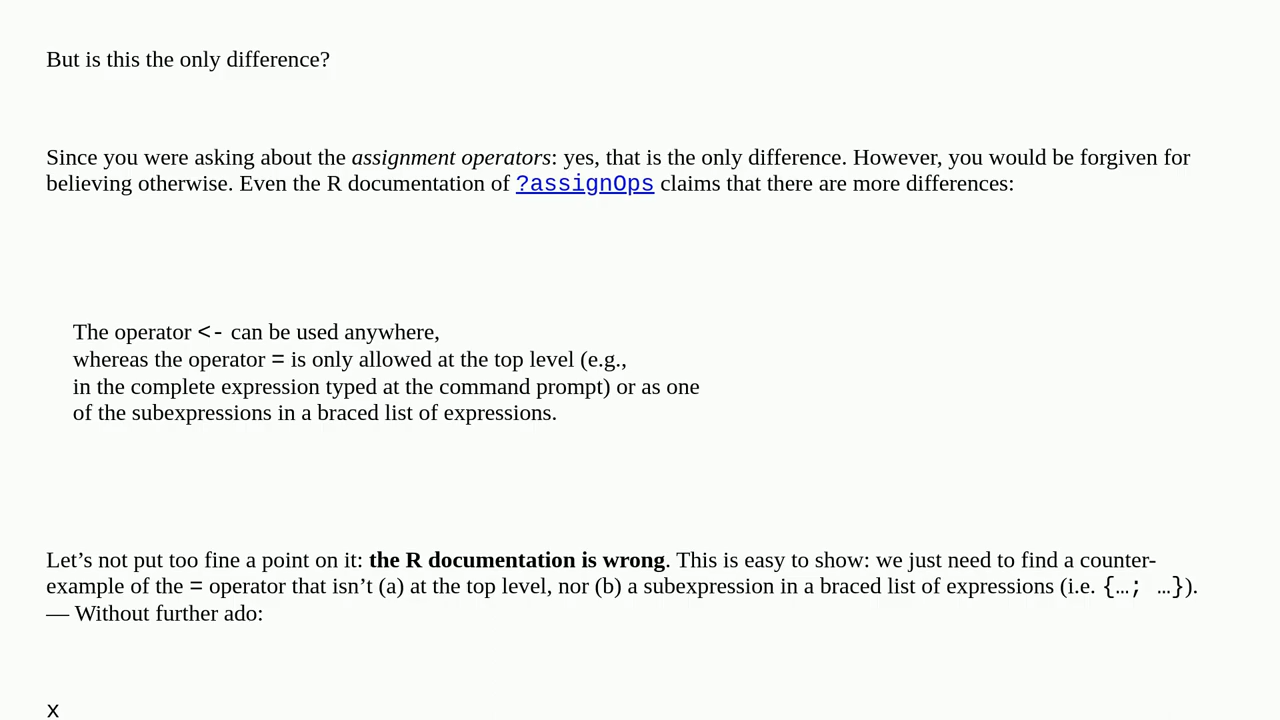 But is this the only difference?
Since you were asking about the assignment operators: yes, that is the only difference. However, you would be forgiven for
believing otherwise. Even the R documentation of ?assignOps claims that there are more differences:
The operator <- can be used anywhere,
whereas the operator = is only allowed at the top level (e.g.,
in the complete expression typed at the command prompt) or as one
of the subexpressions in a braced list of expressions.
Let’s not put too fine a point on it: the R documentation is wrong. This is easy to show: we just need to find a counter-
example of the = operator that isn’t (a) at the top level, nor (b) a subexpression in a braced list of expressions (i.e. {…; …}).
— Without further ado:
x